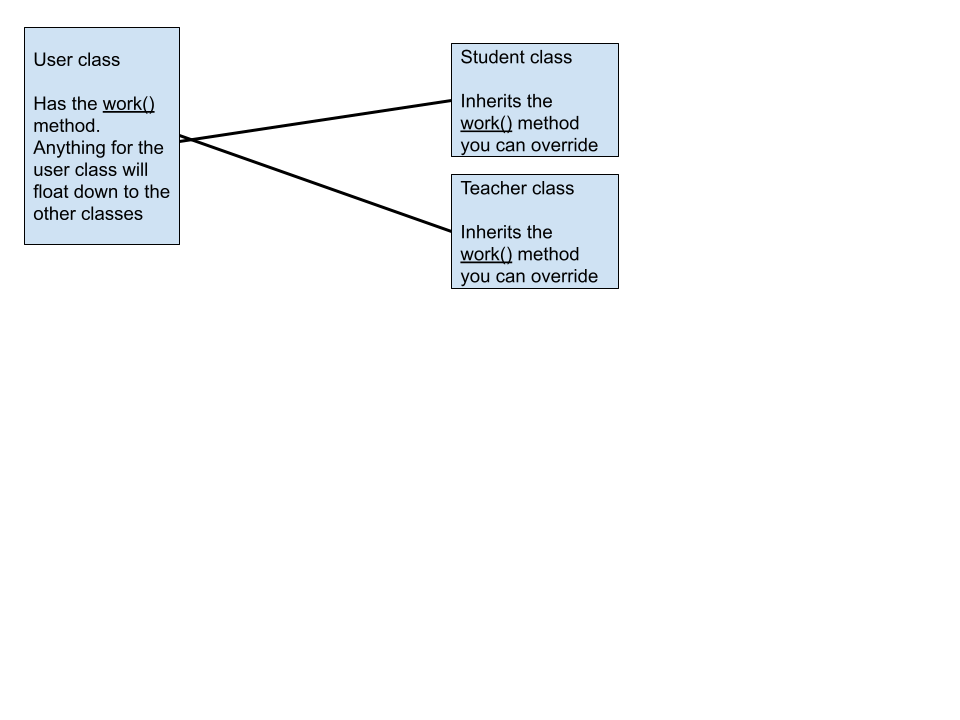 User class
Has the work()
method.
Anything for the
user class will
float down to the
other classes
Student class
Inherits the
work() method
you can override
Teacher class
Inherits the
work() method
you can override